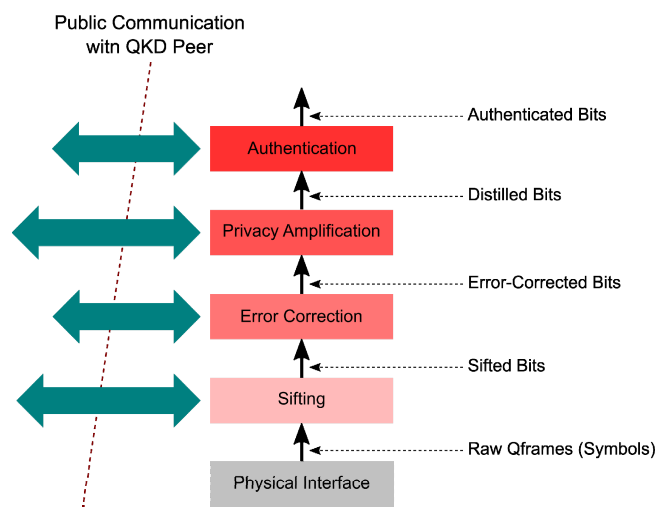 Public Communication
witn QKD Peer
Authenticated Bits
Authentication
Distilled Bits
Privacy Amplification
Error-Corrected Bits
Error Correction
Sifted Bits
Sifting
Raw Qframes (Symbols)
Physical Interface